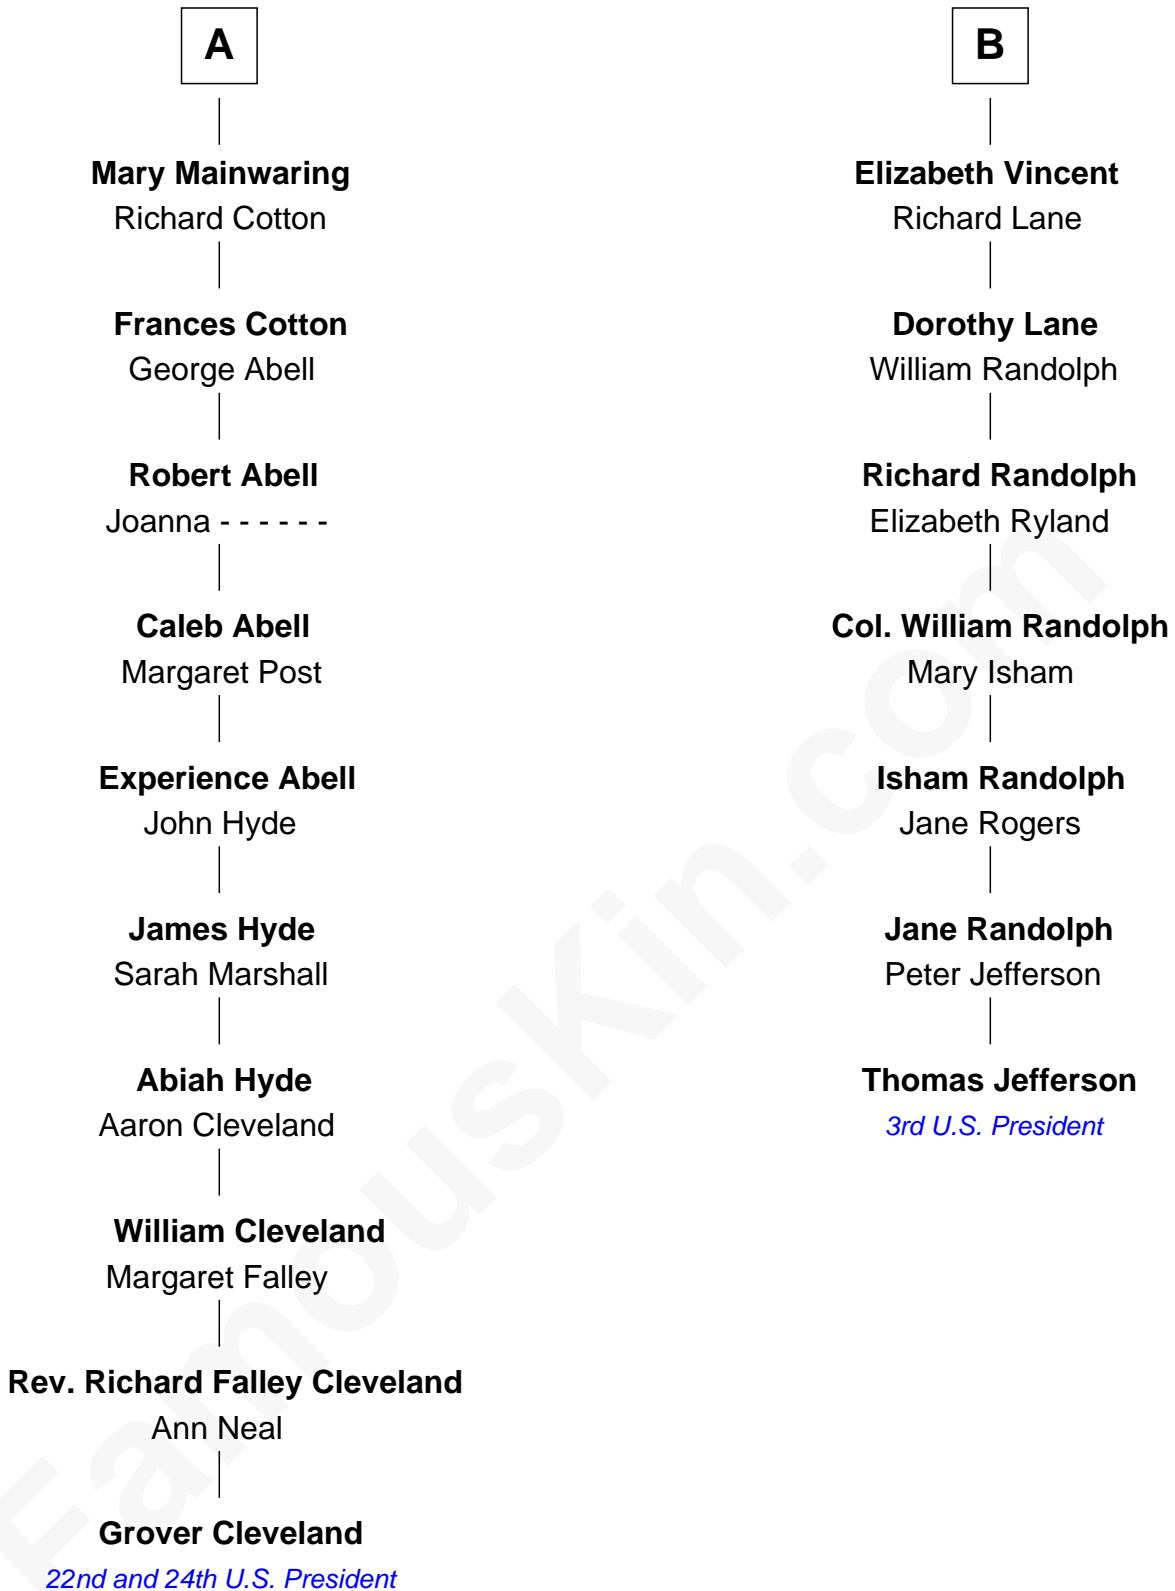 A
Mary Mainwaring
Richard Cotton
Frances Cotton
George Abell
Robert Abell
Joanna - - - - - -
Caleb Abell
Margaret Post
Experience Abell
John Hyde
James Hyde
Sarah Marshall
Abiah Hyde
Aaron Cleveland
William Cleveland
Margaret Falley
Rev. Richard Falley Cleveland
Ann Neal
Grover Cleveland
22nd and 24th U.S. President
B
Elizabeth Vincent
Richard Lane
Dorothy Lane
William Randolph
Richard Randolph
Elizabeth Ryland
Col. William Randolph
Mary Isham
Isham Randolph
Jane Rogers
Jane Randolph
Peter Jefferson
Thomas Jefferson
3rd U.S. President
FamousKin.com